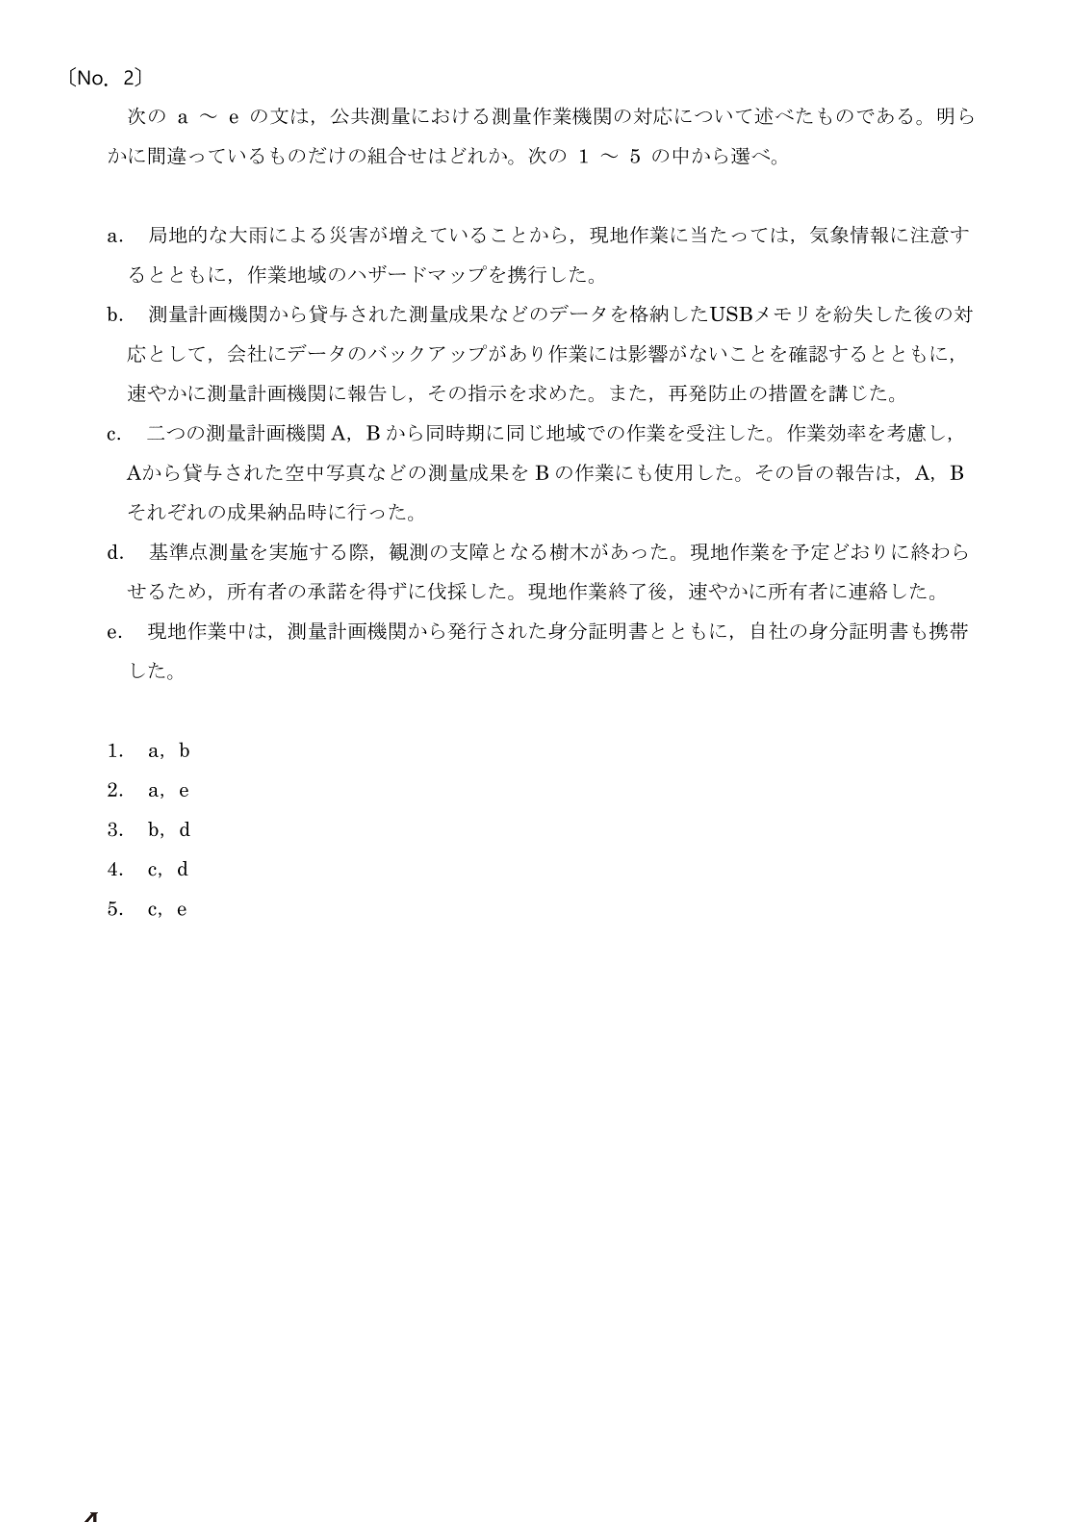 〔No．2〕
次の a ～ e の文は，公共測量における測量作業機関の対応について述べたものである。明ら
かに間違っているものだけの組合せはどれか。次の 1 ～ 5 の中から選べ。
a． 局地的な大雨による災害が増えていることから，現地作業に当たっては，気象情報に注意す
るとともに，作業地域のハザードマップを携行した。
b． 測量計画機関から貸与された測量成果などのデータを格納したUSBメモリを紛失した後の対
応として，会社にデータのバックアップがあり作業には影響がないことを確認するとともに，
速やかに測量計画機関に報告し，その指示を求めた。また，再発防止の措置を講じた。
c． 二つの測量計画機関 A，B から同時期に同じ地域での作業を受注した。作業効率を考慮し，
Aから貸与された空中写真などの測量成果を B の作業にも使用した。その旨の報告は，A，B
それぞれの成果納品時に行った。
d． 基準点測量を実施する際，観測の支障となる樹木があった。現地作業を予定どおりに終わら
せるため，所有者の承諾を得ずに伐採した。現地作業終了後，速やかに所有者に連絡した。
e． 現地作業中は，測量計画機関から発行された身分証明書とともに，自社の身分証明書も携帯
した。
1． a，b
2． a，e
3． b，d
4． c，d
5． c，e